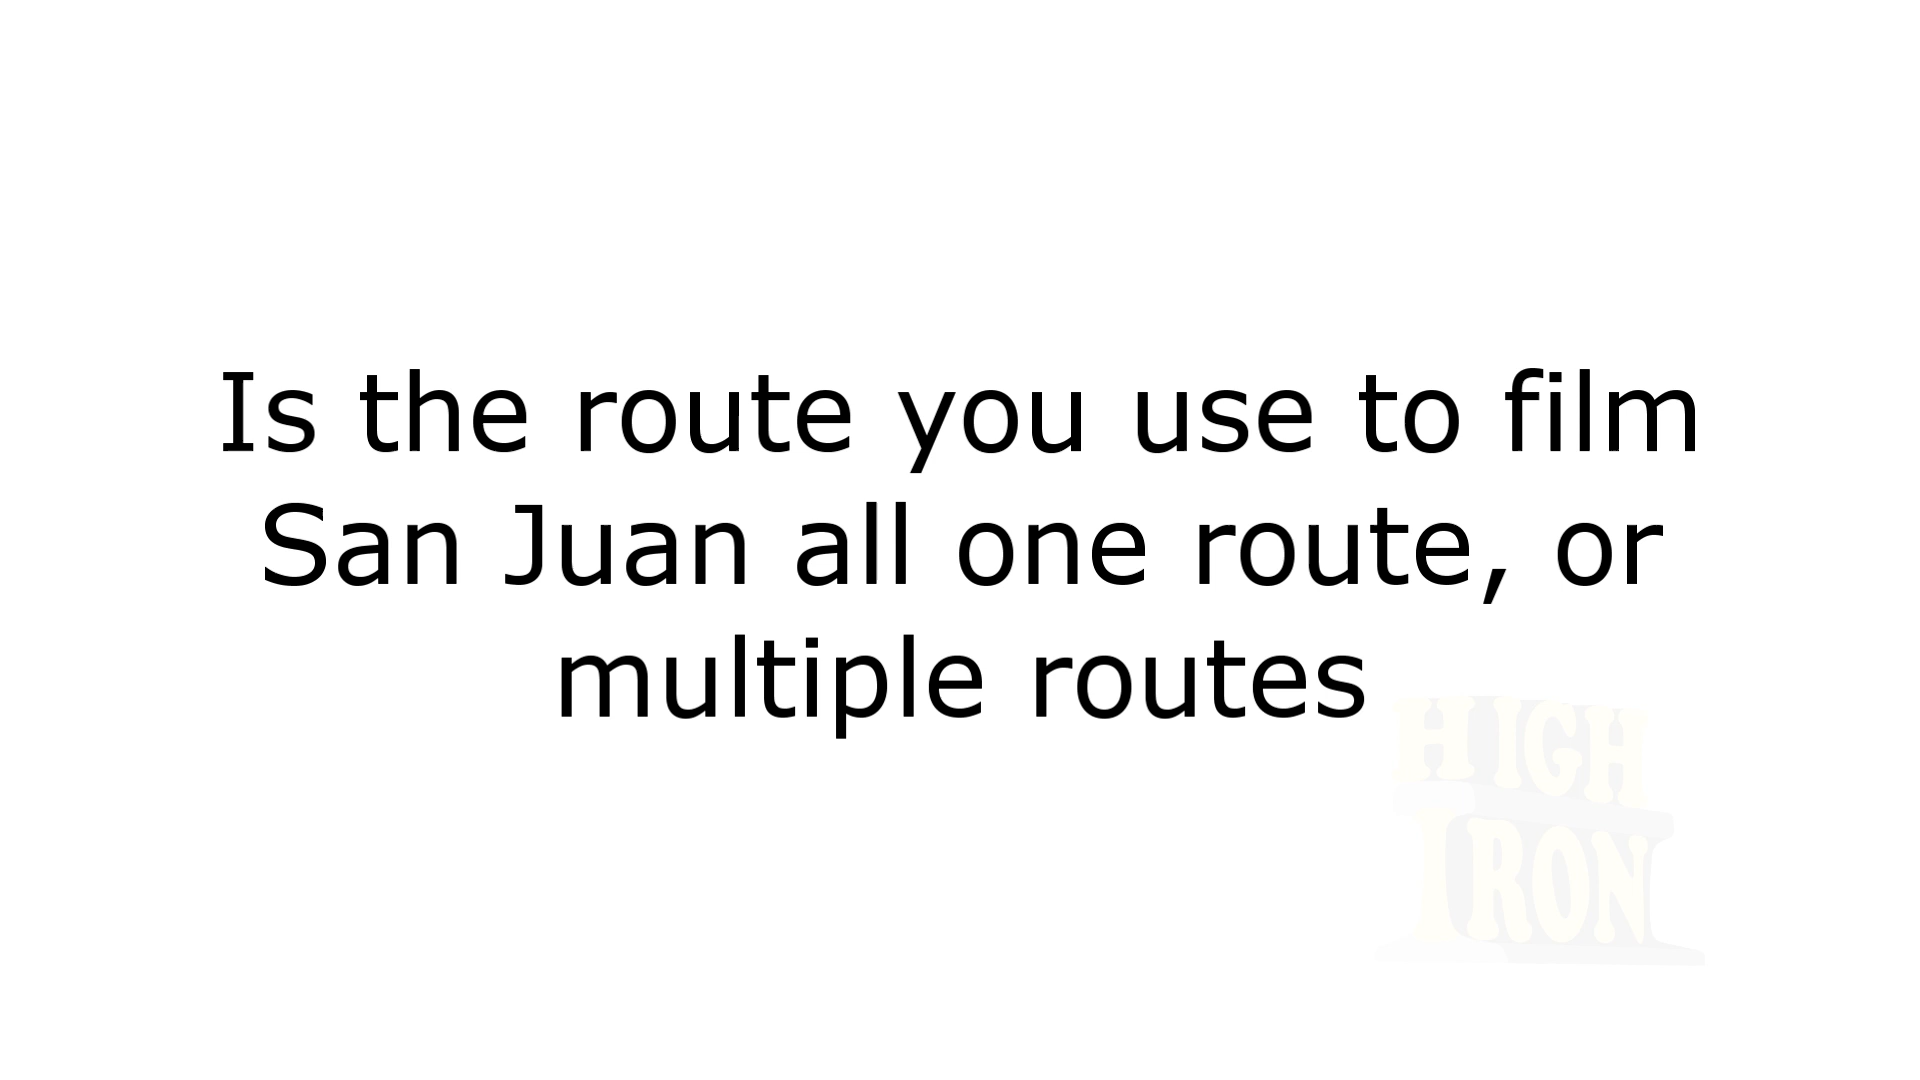 Is the route you use to film
San Juan all one route, or
multiple routes
HIGH
IRON